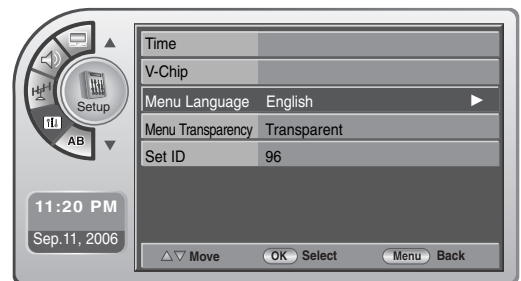 Time
V-Chip
Menu Language English
Menu Transparency Transparent
Set ID 96
Setup
AB
11:20 PM
Sep.11, 2006
Move OK Select Menu Back